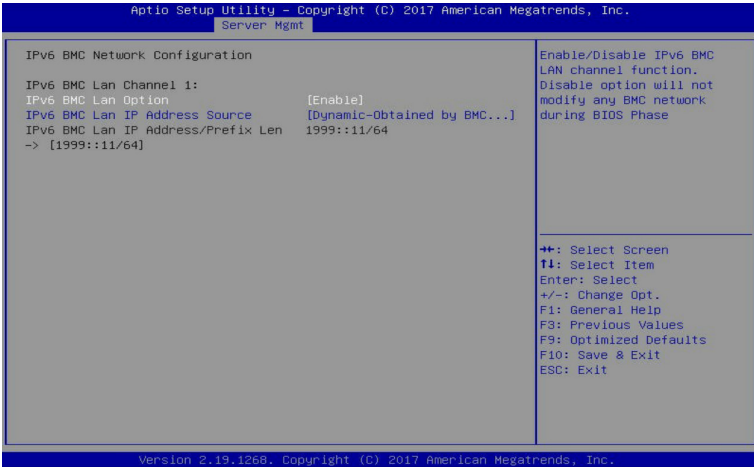 Aptio Setup Utility – Copyright (C) 2017 American Megatrends, Inc.
Server Mgmt
IPv6 BMC Network Configuration
IPv6 BMC Lan Channel 1:
IPv6 BMC Lan Option [Enable]
IPv6 BMC Lan IP Address Source [Dynamic-Obtained by BMC...]
IPv6 BMC Lan IP Address/Prefix Len 1999::11/64
-> [1999::11/64]
Enable/Disable IPv6 BMC
LAN channel function.
Disable option will not
modify any BMC network
during BIOS Phase
→←: Select Screen
↑↓: Select Item
Enter: Select
+/-: Change Opt.
F1: General Help
F3: Previous Values
F9: Optimized Defaults
F10: Save & Exit
ESC: Exit
Version 2.19.1268. Copyright (C) 2017 American Megatrends, Inc.